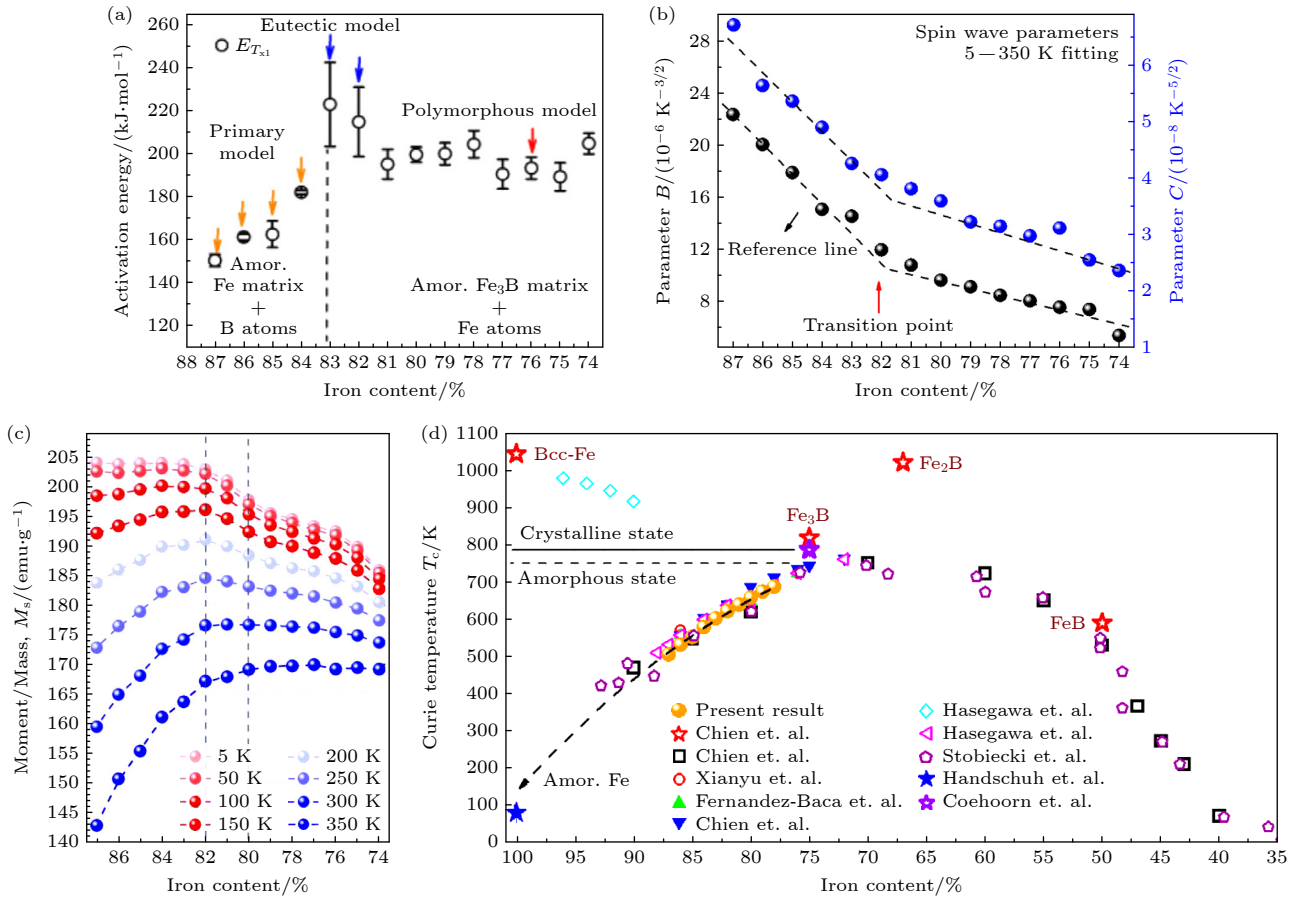 (a)
Eutectic model
E_{T_{x1}}
Polymorphous model
Primary
model
Amor.
Fe matrix
+
B atoms
Amor. Fe₃B matrix
+
Fe atoms
Activation energy/(kJ·mol⁻¹)
260
240
220
200
180
160
140
120
88 87 86 85 84 83 82 81 80 79 78 77 76 75 74
Iron content/%
(b)
Spin wave parameters
5−350 K fitting
Reference line
Transition point
Parameter B/(10⁻⁶ K⁻³ᐟ²)
28
24
20
16
12
8
Parameter C/(10⁻⁸ K⁻⁵ᐟ²)
6
5
4
3
2
1
87 86 85 84 83 82 81 80 79 78 77 76 75 74
Iron content/%
(c)
Moment/Mass, Mₛ/(emu·g⁻¹)
205
200
195
190
185
180
175
170
165
160
155
150
145
140
5 K
50 K
100 K
150 K
200 K
250 K
300 K
350 K
86 84 82 80 78 76 74
Iron content/%
(d)
Curie temperature T_c/K
1100
1000
900
800
700
600
500
400
300
200
100
0
Bcc-Fe
Fe₂B
Fe₃B
Crystalline state
Amorphous state
FeB
Amor. Fe
Present result
Chien et. al.
Chien et. al.
Xianyu et. al.
Fernandez-Baca et. al.
Chien et. al.
Hasegawa et. al.
Hasegawa et. al.
Stobiecki et. al.
Handschuh et. al.
Coehoorn et. al.
100 95 90 85 80 75 70 65 60 55 50 45 40 35
Iron content/%